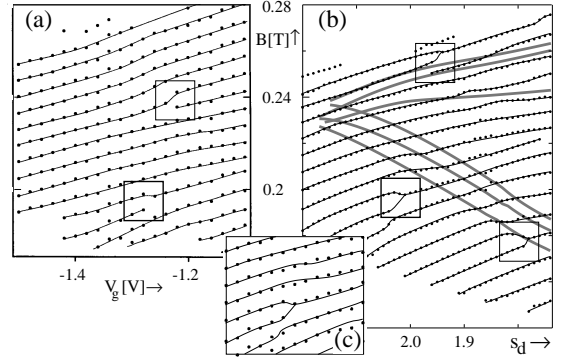 (a)
B[T]↑
0.28
(b)
0.24
0.2
-1.4
-1.2
V_g[V]→
(c)
2.0
1.9
s_d →